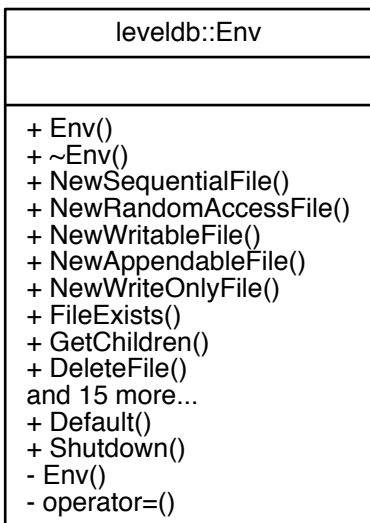 leveldb::Env
+ Env()
+ ~Env()
+ NewSequentialFile()
+ NewRandomAccessFile()
+ NewWritableFile()
+ NewAppendableFile()
+ NewWriteOnlyFile()
+ FileExists()
+ GetChildren()
+ DeleteFile()
and 15 more...
+ Default()
+ Shutdown()
- Env()
- operator=()